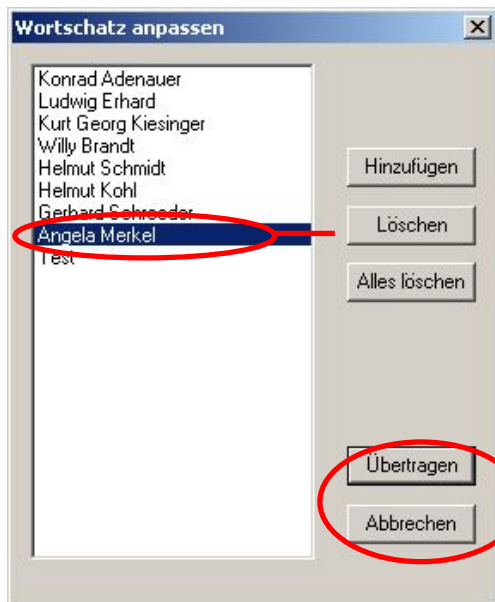 Wortschatz anpassen
Konrad Adenauer
Ludwig Erhard
Kurt Georg Kiesinger
Willy Brandt
Helmut Schmidt
Helmut Kohl
Gerhard Schroeder
Angela Merkel
Test
Hinzufügen
Löschen
Alles löschen
Übertragen
Abbrechen